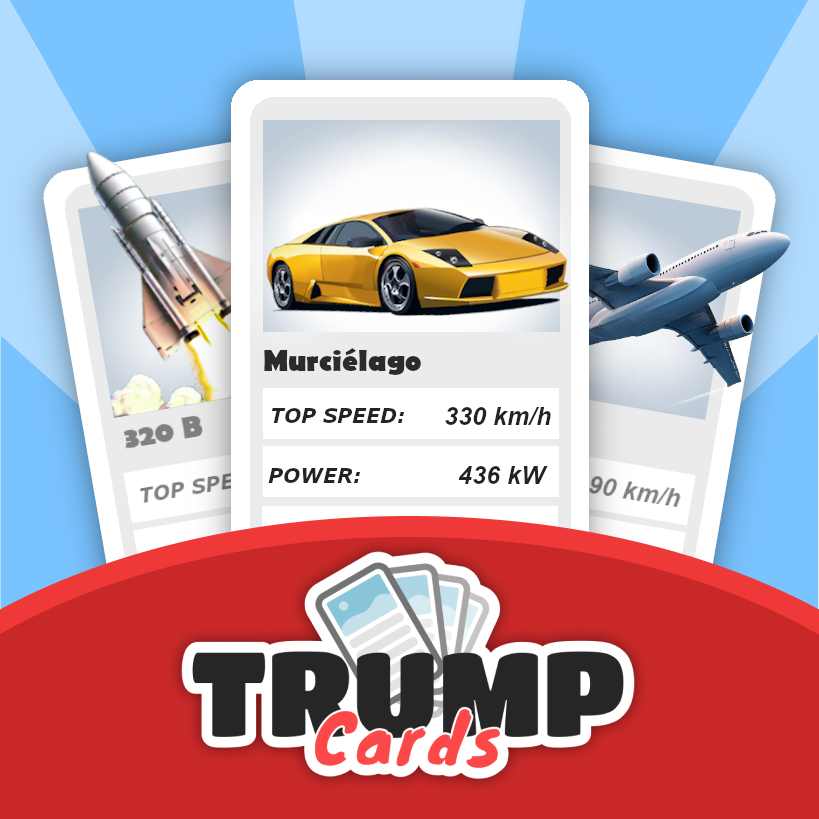 Murciélago
TOP SPEED: 330 km/h
POWER: 436 kW
320 B
TOP SPE
90 km/h
TRUMP
Cards